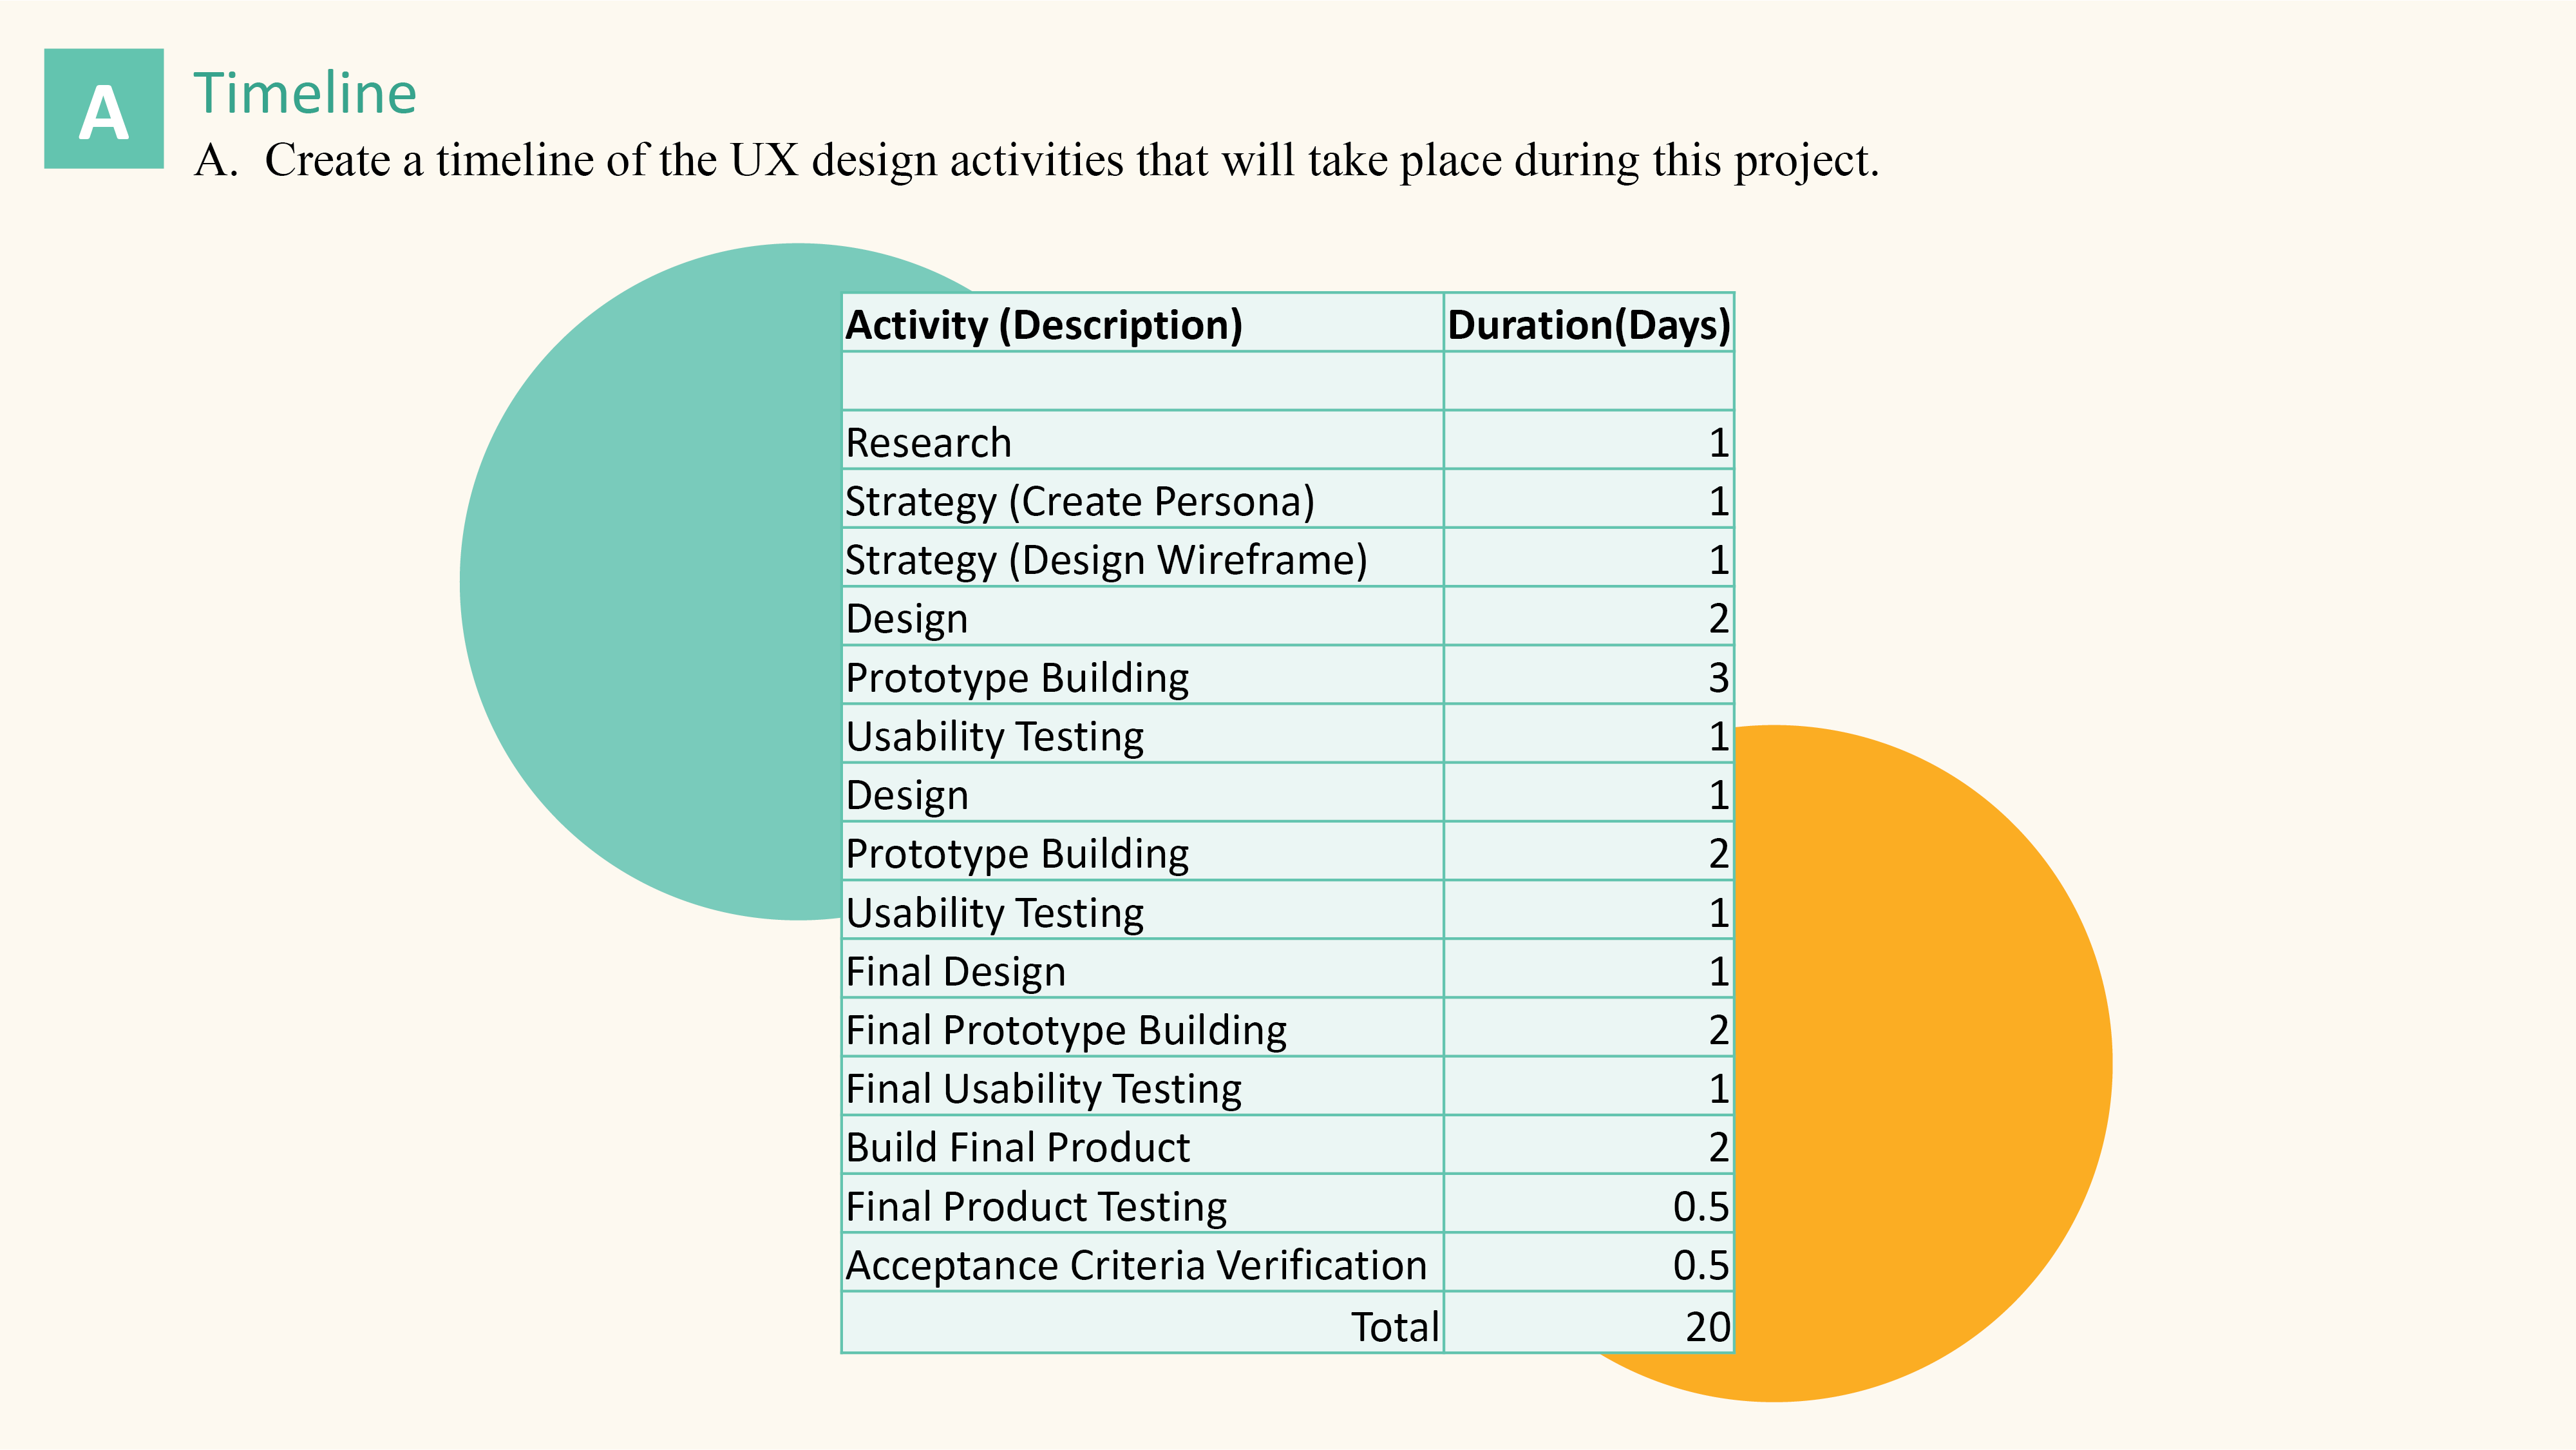 A
Timeline
A. Create a timeline of the UX design activities that will take place during this project.
Activity (Description) Duration(Days)
Research 1
Strategy (Create Persona) 1
Strategy (Design Wireframe) 1
Design 2
Prototype Building 3
Usability Testing 1
Design 1
Prototype Building 2
Usability Testing 1
Final Design 1
Final Prototype Building 2
Final Usability Testing 1
Build Final Product 2
Final Product Testing 0.5
Acceptance Criteria Verification 0.5
Total 20